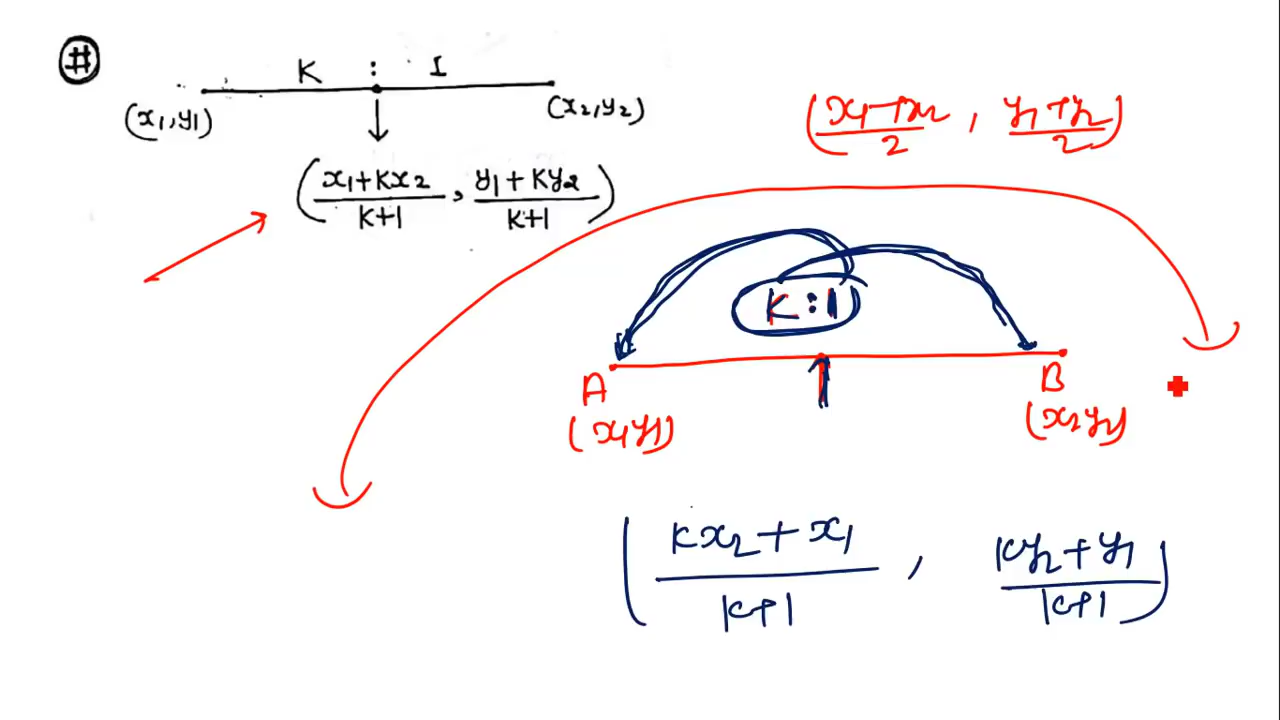 #
K : 1
(x₁,y₁) (x₂,y₂)
(x₁+Kx₂/K+1, y₁+Ky₂/K+1)
(x₁+x₂/2, y₁+y₂/2)
K:1
A B
(x₁y₁) (x₂y₂)
(Kx₂+x₁/K+1, Ky₂+y₁/K+1)